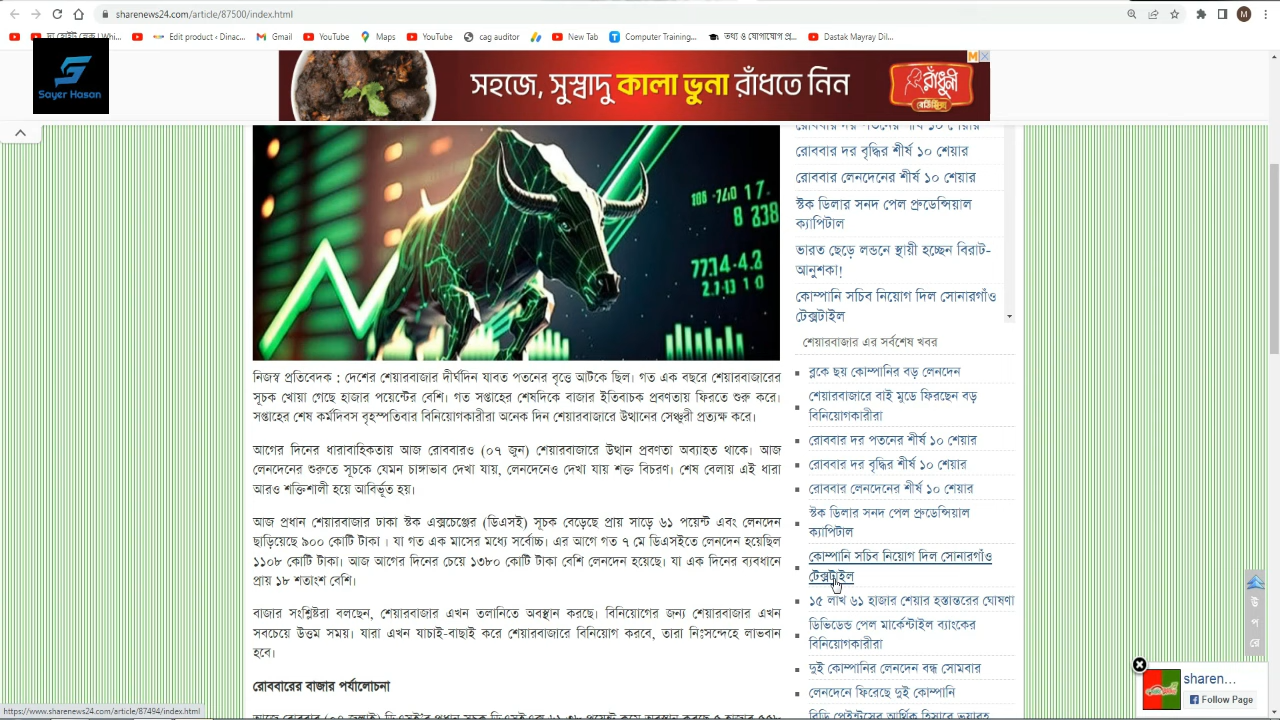 sharenews24.com/article/87500/index.html
Gmail
YouTube
Maps
YouTube
cag auditor
New Tab
Computer Training...
তথ্য ও যোগাযোগ প্র...
Dastak Mayray Dil...
Edit product ‹ Dinac...
Sayer Hasan
সহজে, সুস্বাদু কালা ভুনা রাঁধতে নিন
রাঁধুনী
নিজস্ব প্রতিবেদক : দেশের শেয়ারবাজার দীর্ঘদিন যাবত পতনের বৃত্তে আটকে ছিল। গত এক বছরে শেয়ারবাজারের
সূচক খোয়া গেছে হাজার পয়েন্টের বেশি। গত সপ্তাহের শেষদিকে বাজার ইতিবাচক প্রবণতায় ফিরতে শুরু করে।
সপ্তাহের শেষ কর্মদিবস বৃহস্পতিবার বিনিয়োগকারীরা অনেক দিন শেয়ারবাজারে উত্থানের সেঞ্চুরী প্রত্যক্ষ করে।
আগের দিনের ধারাবাহিকতায় আজ রোববারও (০৭ জুন) শেয়ারবাজারে উত্থান প্রবণতা অব্যাহত থাকে। আজ
লেনদেনের শুরুতে সূচকে যেমন চাঙ্গাভাব দেখা যায়, লেনদেনেও দেখা যায় শক্ত বিচরণ। শেষ বেলায় এই ধারা
আরও শক্তিশালী হয়ে আবির্ভূত হয়।
আজ প্রধান শেয়ারবাজার ঢাকা স্টক এক্সচেঞ্জের (ডিএসই) সূচক বেড়েছে প্রায় সাড়ে ৬১ পয়েন্ট এবং লেনদেন
ছাড়িয়েছে ৯০০ কোটি টাকা । যা গত এক মাসের মধ্যে সর্বোচ্চ। এর আগে গত ৭ মে ডিএসইতে লেনদেন হয়েছিল
১১০৮ কোটি টাকা। আজ আগের দিনের চেয়ে ১৩৮০ কোটি টাকা বেশি লেনদেন হয়েছে। যা এক দিনের ব্যবধানে
প্রায় ১৮ শতাংশ বেশি।
বাজার সংশ্লিষ্টরা বলছেন, শেয়ারবাজার এখন তলানিতে অবস্থান করছে। বিনিয়োগের জন্য শেয়ারবাজার এখন
সবচেয়ে উত্তম সময়। যারা এখন যাচাই-বাছাই করে শেয়ারবাজারে বিনিয়োগ করবে, তারা নিঃসন্দেহে লাভবান
হবে।
রোববারের বাজার পর্যালোচনা
রোববার দর পতনের শীর্ষ ১০ শেয়ার
রোববার দর বৃদ্ধির শীর্ষ ১০ শেয়ার
রোববার লেনদেনের শীর্ষ ১০ শেয়ার
স্টক ডিলার সনদ পেল প্রুডেন্সিয়াল
ক্যাপিটাল
ভারত ছেড়ে লন্ডনে স্থায়ী হচ্ছেন বিরাট-
আনুশকা!
কোম্পানি সচিব নিয়োগ দিল সোনারগাঁও
টেক্সটাইল
শেয়ারবাজার এর সর্বশেষ খবর
ব্লকে ছয় কোম্পানির বড় লেনদেন
শেয়ারবাজারে বাই মুডে ফিরছেন বড়
বিনিয়োগকারীরা
রোববার দর পতনের শীর্ষ ১০ শেয়ার
রোববার দর বৃদ্ধির শীর্ষ ১০ শেয়ার
রোববার লেনদেনের শীর্ষ ১০ শেয়ার
স্টক ডিলার সনদ পেল প্রুডেন্সিয়াল
ক্যাপিটাল
কোম্পানি সচিব নিয়োগ দিল সোনারগাঁও
টেক্সটাইল
১৫ লাখ ৬১ হাজার শেয়ার হস্তান্তরের ঘোষণা
ডিভিডেন্ড পেল মার্কেন্টাইল ব্যাংকের
বিনিয়োগকারীরা
দুই কোম্পানির লেনদেন বন্ধ সোমবার
লেনদেনে ফিরেছে দুই কোম্পানি
উপরে
sharen...
Follow Page
https://www.sharenews24.com/article/87494/index.html